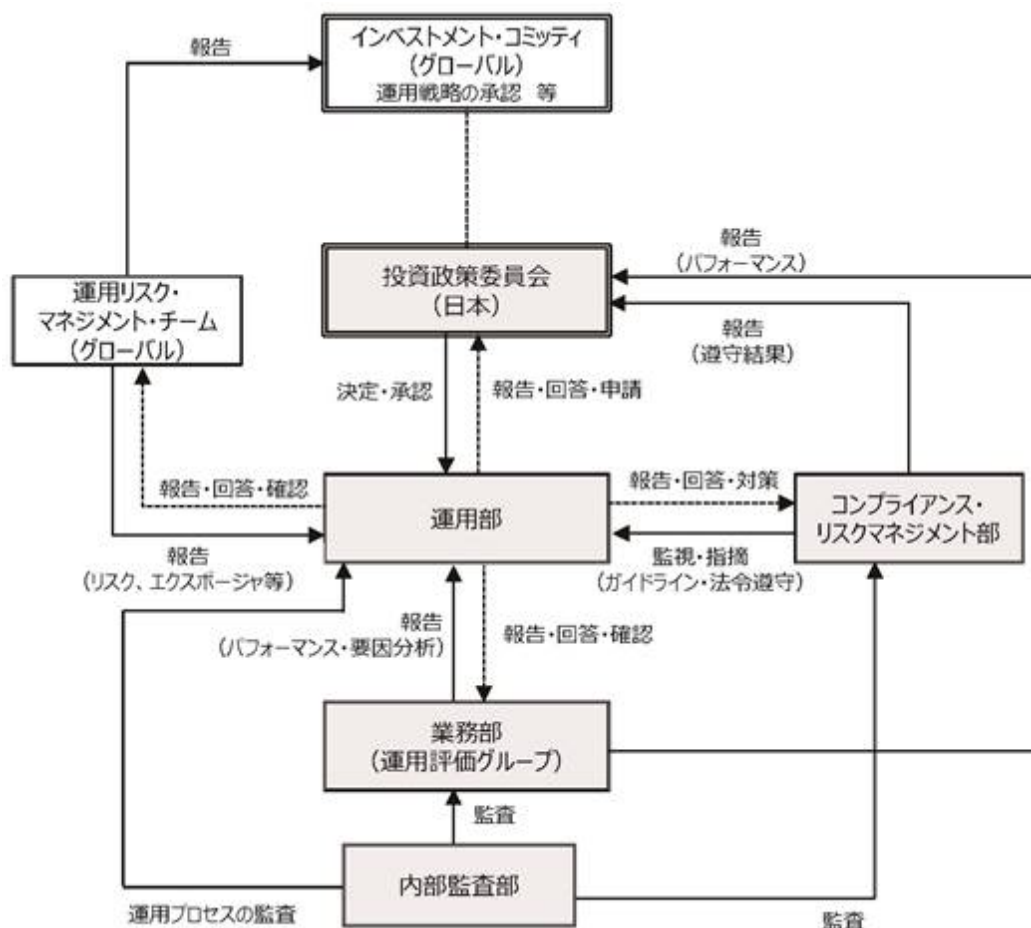 インベストメント・コミッティ
(グローバル)
運用戦略の承認 等
報告
投資政策委員会
(日本)
報告
(パフォーマンス)
報告
(遵守結果)
運用リスク・
マネジメント・チーム
(グローバル)
決定・承認
報告・回答・申請
報告・回答・確認
運用部
報告・回答・対策
コンプライアンス・
リスクマネジメント部
報告
(リスク、エクスポージャ等)
監視・指摘
(ガイドライン・法令遵守)
報告
(パフォーマンス・要因分析)
報告・回答・確認
業務部
(運用評価グループ)
監査
内部監査部
運用プロセスの監査
監査